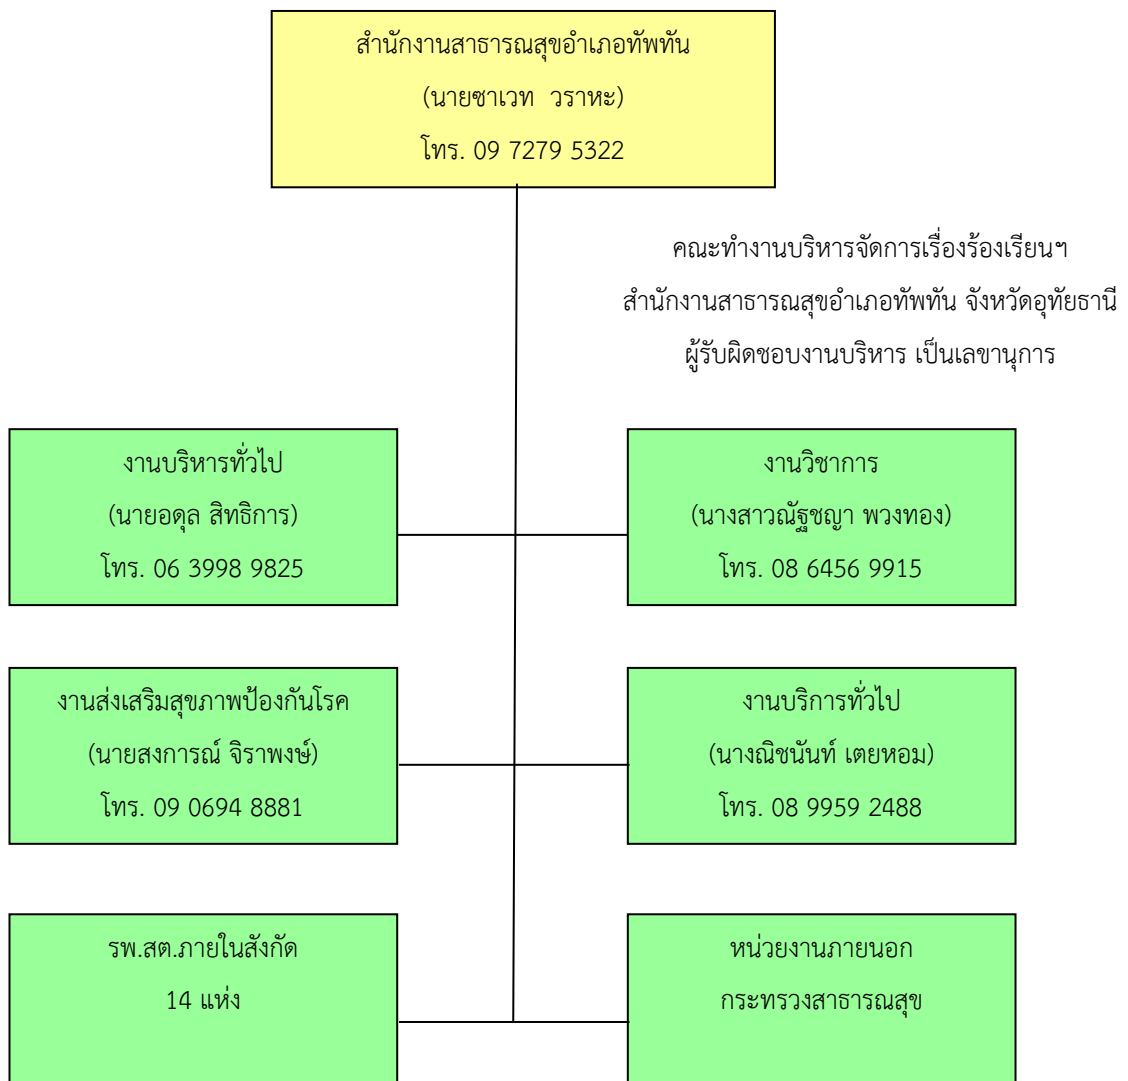 สำนักงานสาธารณสุขอำเภอทัพทัน
(นายซาเวท วราหะ)
โทร. 09 7279 5322
คณะทำงานบริหารจัดการเรื่องร้องเรียนฯ
สำนักงานสาธารณสุขอำเภอทัพทัน จังหวัดอุทัยธานี
ผู้รับผิดชอบงานบริหาร เป็นเลขานุการ
งานบริหารทั่วไป
(นายอดุล สิทธิการ)
โทร. 06 3998 9825
งานวิชาการ
(นางสาวณัฐชญา พวงทอง)
โทร. 08 6456 9915
งานส่งเสริมสุขภาพป้องกันโรค
(นายสงการณ์ จิราพงษ์)
โทร. 09 0694 8881
งานบริการทั่วไป
(นางณิชนันท์ เตยหอม)
โทร. 08 9959 2488
รพ.สต.ภายในสังกัด
14 แห่ง
หน่วยงานภายนอก
กระทรวงสาธารณสุข